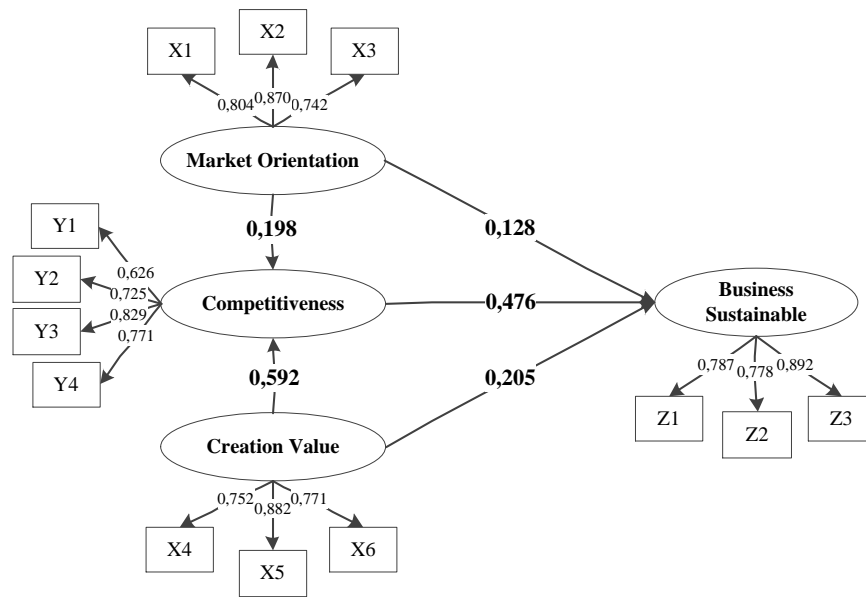 X1
X2
X3
0,804
0,870
0,742
Market Orientation
0,198
0,128
Y1
Y2
Y3
Y4
0,626
0,725
0,829
0,771
Competitiveness
0,476
Business
Sustainable
0,592
0,205
0,787
0,778
0,892
Z1
Z2
Z3
Creation Value
0,752
0,882
0,771
X4
X5
X6